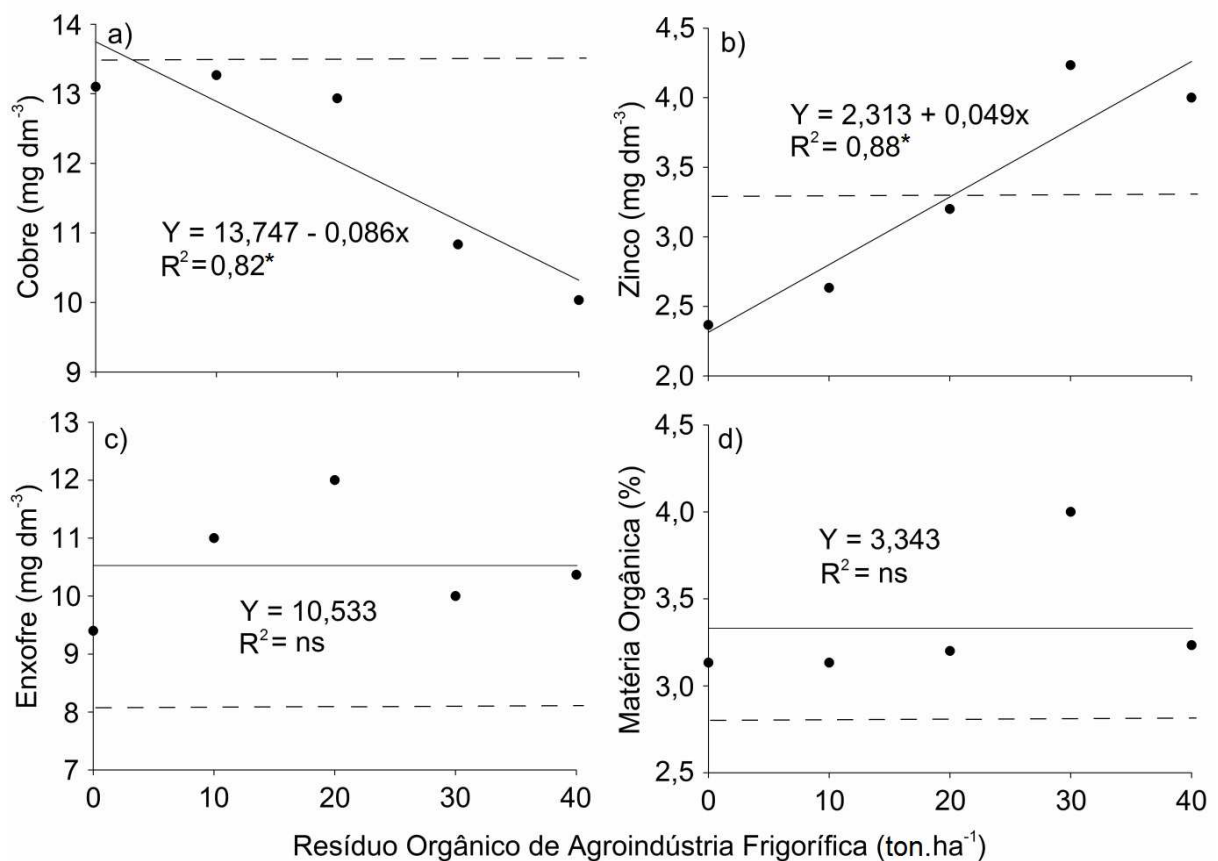 a)
14
13
12
11
10
9
Cobre (mg dm⁻³)
Y = 13,747 - 0,086x
R² = 0,82*
b)
4,5
4,0
3,5
3,0
2,5
2,0
Zinco (mg dm⁻³)
Y = 2,313 + 0,049x
R² = 0,88*
c)
13
12
11
10
9
8
7
Enxofre (mg dm⁻³)
Y = 10,533
R² = ns
0 10 20 30 40
d)
4,5
4,0
3,5
3,0
2,5
Matéria Orgânica (%)
Y = 3,343
R² = ns
0 10 20 30 40
Resíduo Orgânico de Agroindústria Frigorífica (ton.ha⁻¹)